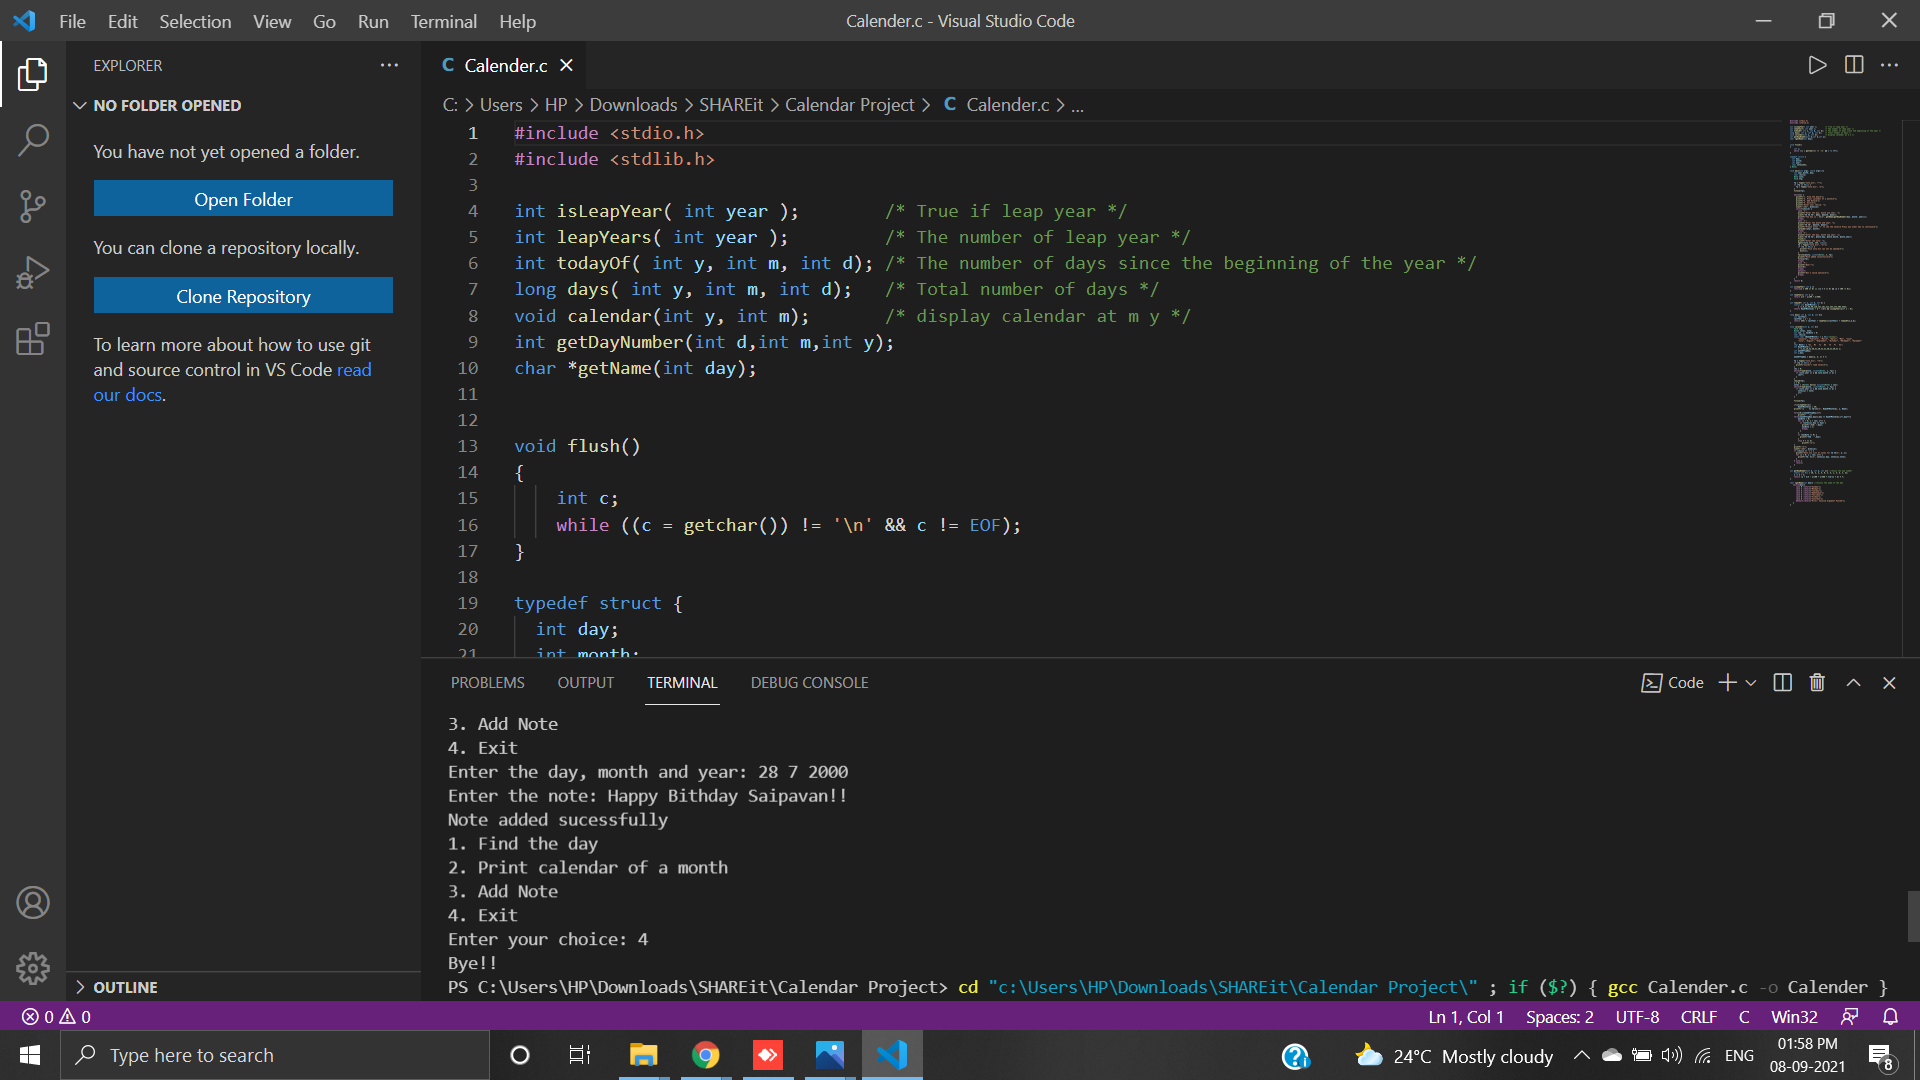 File Edit Selection View Go Run Terminal Help
Calender.c - Visual Studio Code
EXPLORER
NO FOLDER OPENED
You have not yet opened a folder.
Open Folder
You can clone a repository locally.
Clone Repository
To learn more about how to use git
and source control in VS Code read
our docs.
OUTLINE
C Calender.c
C: > Users > HP > Downloads > SHAREit > Calendar Project > C Calender.c > ...
1 #include <stdio.h>
2 #include <stdlib.h>
3
4 int isLeapYear( int year ); /* True if leap year */
5 int leapYears( int year ); /* The number of leap year */
6 int todayOf( int y, int m, int d); /* The number of days since the beginning of the year */
7 long days( int y, int m, int d); /* Total number of days */
8 void calendar(int y, int m); /* display calendar at m y */
9 int getDayNumber(int d,int m,int y);
10 char *getName(int day);
11
12
13 void flush()
14 {
15 int c;
16 while ((c = getchar()) != '\n' && c != EOF);
17 }
18
19 typedef struct {
20 int day;
21 int month;
PROBLEMS OUTPUT TERMINAL DEBUG CONSOLE
Code
3. Add Note
4. Exit
Enter the day, month and year: 28 7 2000
Enter the note: Happy Bithday Saipavan!!
Note added sucessfully
1. Find the day
2. Print calendar of a month
3. Add Note
4. Exit
Enter your choice: 4
Bye!!
PS C:\Users\HP\Downloads\SHAREit\Calendar Project> cd "c:\Users\HP\Downloads\SHAREit\Calendar Project\" ; if ($?) { gcc Calender.c -o Calender }
0 0
Ln 1, Col 1 Spaces: 2 UTF-8 CRLF C Win32
Type here to search
24°C Mostly cloudy
ENG
01:58 PM
08-09-2021
8